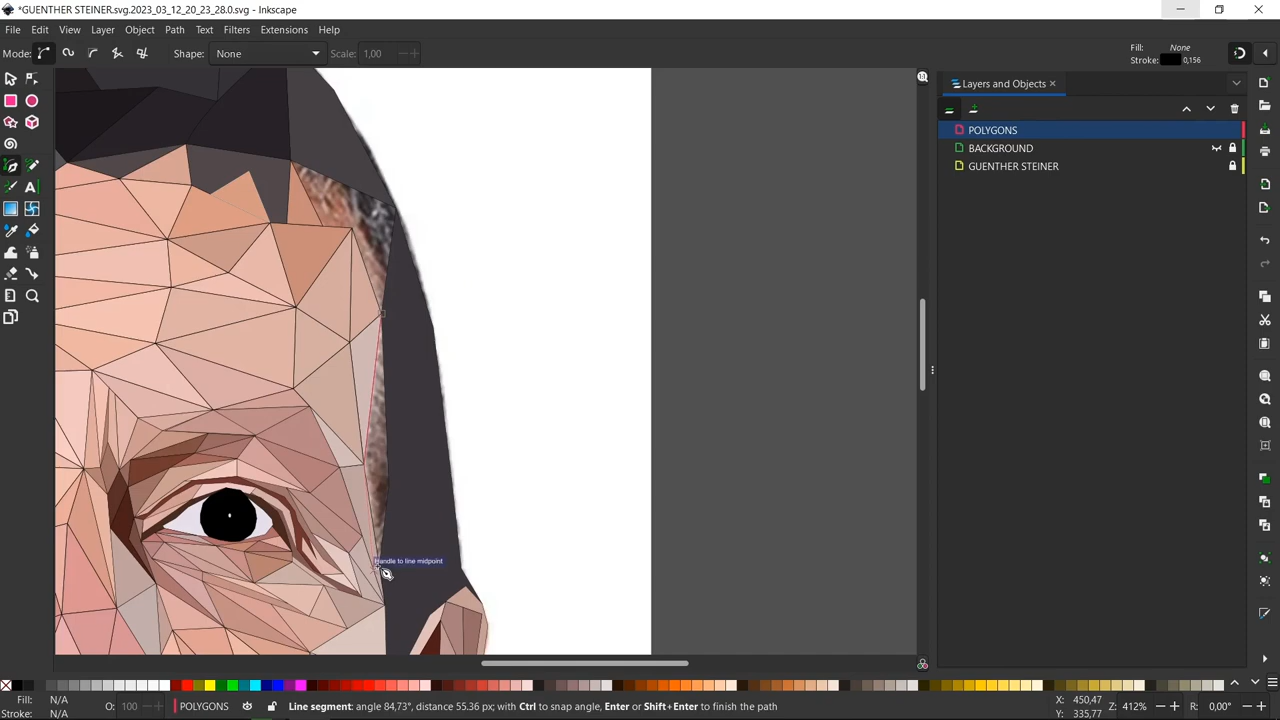 *GUENTHER STEINER.svg.2023_03_12_20_23_28.0.svg - Inkscape
File Edit View Layer Object Path Text Filters Extensions Help
Mode: Shape: None Scale: 1,00 Fill: None
Stroke: 0,156
Layers and Objects
POLYGONS
BACKGROUND
GUENTHER STEINER
Handle to line midpoint
Fill: N/A
Stroke: N/A
O: 100
POLYGONS
Line segment: angle 84,73°, distance 55.36 px; with Ctrl to snap angle, Enter or Shift+Enter to finish the path
X: 450,47
Y: 335,77
Z: 412%
R: 0,00°